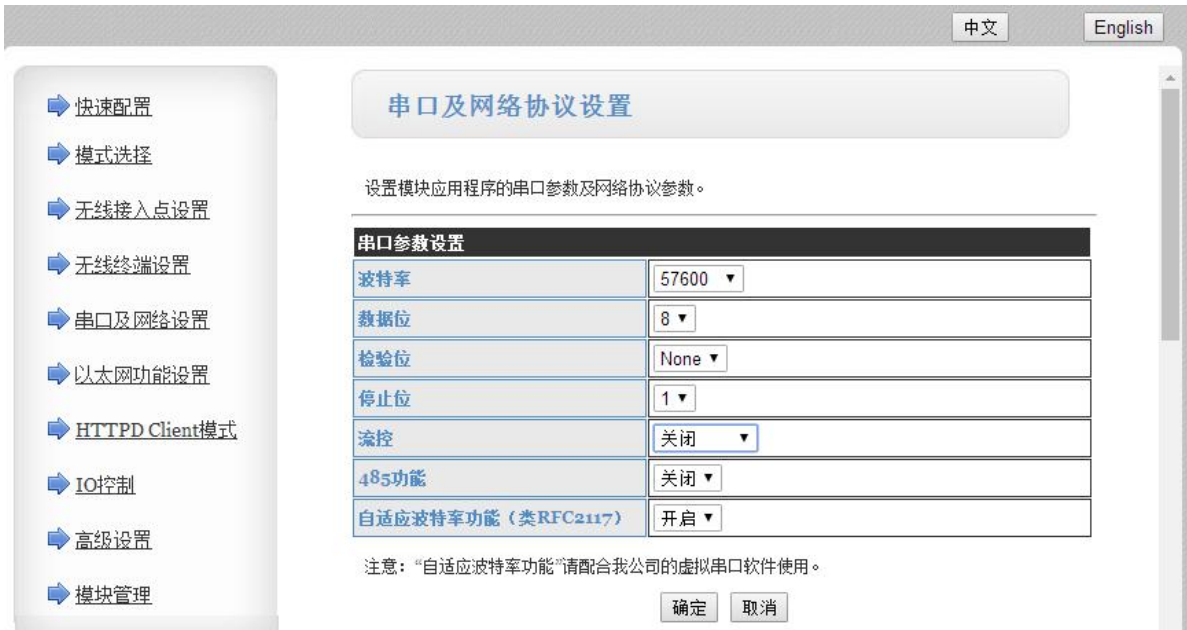 中文
English
快速配置
模式选择
无线接入点设置
无线终端设置
串口及网络设置
以太网功能设置
HTTPD Client模式
IO控制
高级设置
模块管理
串口及网络协议设置
设置模块应用程序的串口参数及网络协议参数。
串口参数设置
波特率 57600
数据位 8
检验位 None
停止位 1
流控 关闭
485功能 关闭
自适应波特率功能（类RFC2117） 开启
注意：“自适应波特率功能”请配合我公司的虚拟串口软件使用。
确定 取消